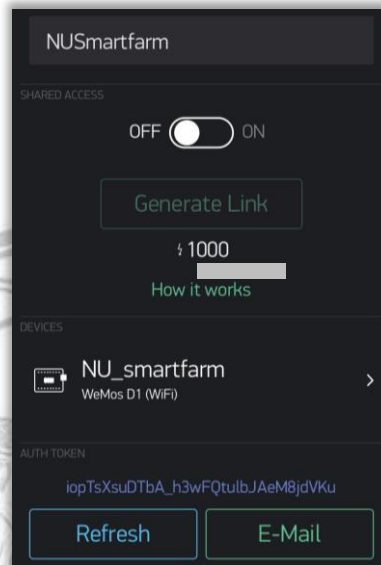 NUSmartfarm
SHARED ACCESS
OFF ON
Generate Link
1000
How it works
DEVICES
NU_smartfarm
WeMos D1 (WiFi)
AUTH TOKEN
iopTsXsuDTbA_h3wFQtulbJAeM8jdVKu
Refresh E-Mail